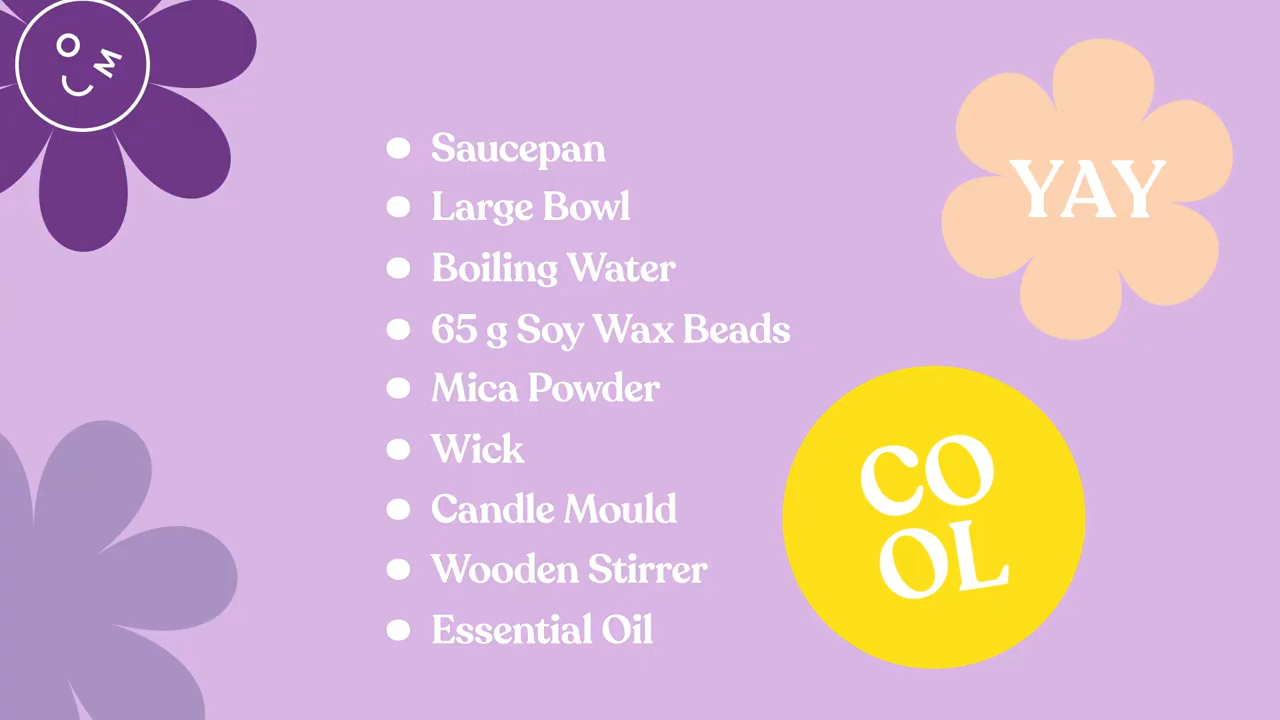 OM
Saucepan
Large Bowl
Boiling Water
65 g Soy Wax Beads
Mica Powder
Wick
Candle Mould
Wooden Stirrer
Essential Oil
YAY
CO
OL